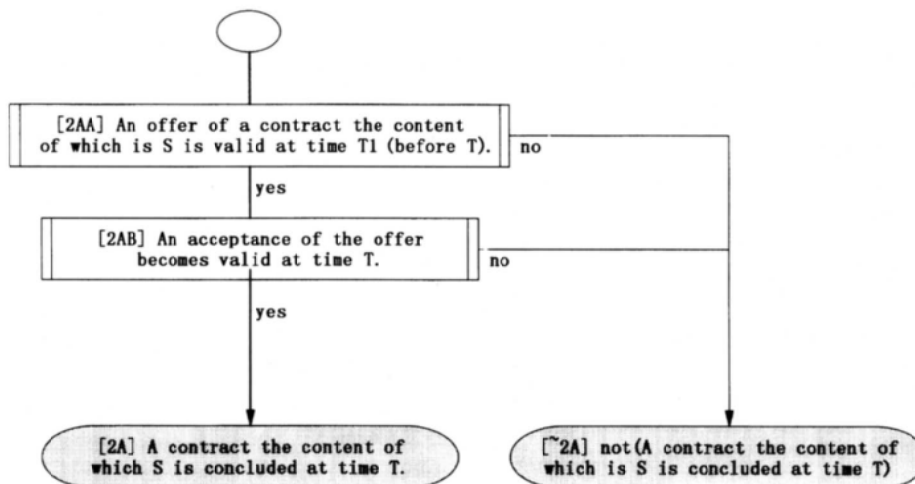 [2AA] An offer of a contract the content
of which is S is valid at time T1 (before T).
no
yes
[2AB] An acceptance of the offer
becomes valid at time T.
no
yes
[2A] A contract the content of
which S is concluded at time T.
[~2A] not(A contract the content of
which is S is concluded at time T)